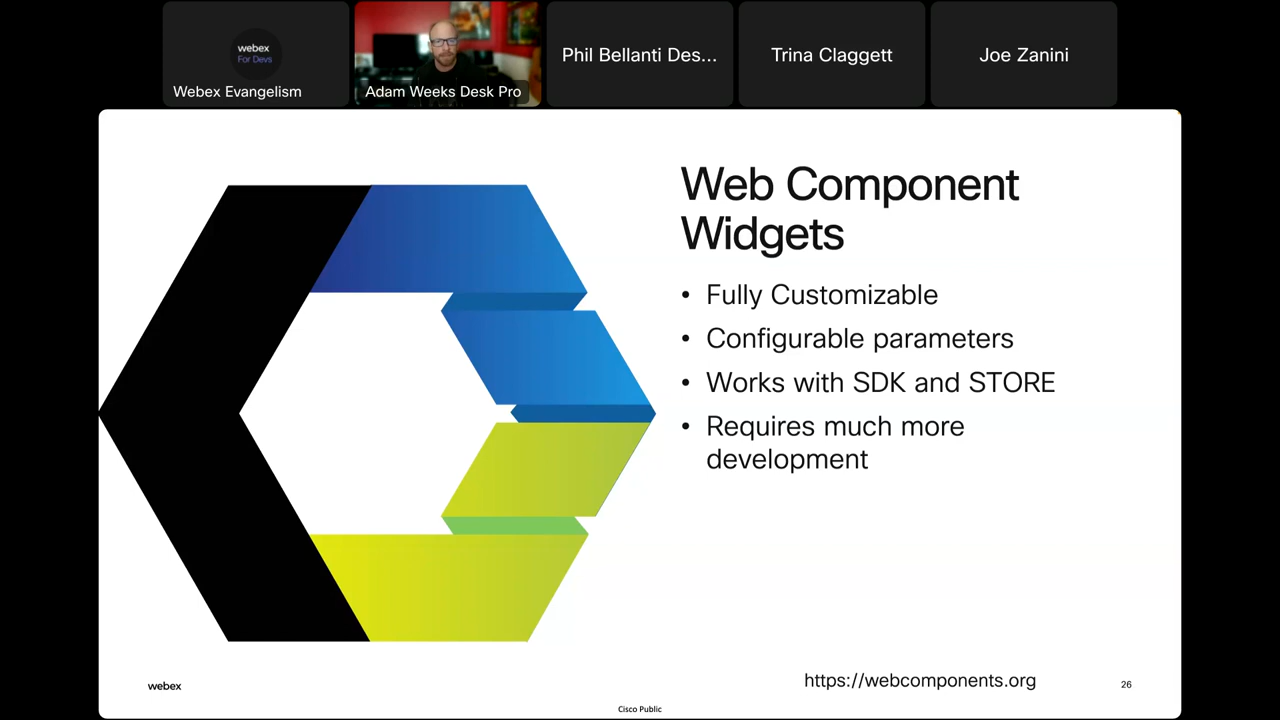 webex
For Devs
Webex Evangelism
Adam Weeks Desk Pro
Phil Bellanti Des...
Trina Claggett
Joe Zanini
Web Component
Widgets
• Fully Customizable
• Configurable parameters
• Works with SDK and STORE
• Requires much more
development
webex
https://webcomponents.org
26
Cisco Public